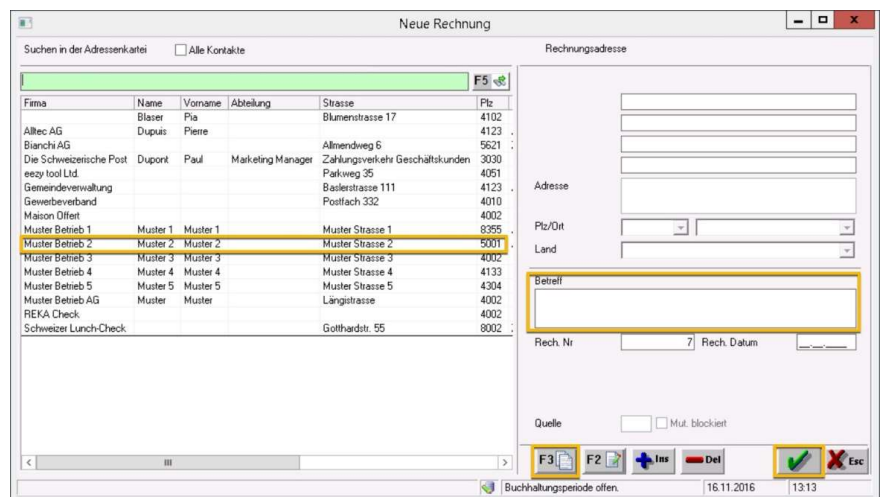 Neue Rechnung
Suchen in der Adressenkartei Alle Kontakte Rechnungsadresse
F5
Firma Name Vorname Abteilung Strasse Plz
Blaser Pia Blumenstrasse 17 4102
Alltec AG Dupuis Pierre 4123
Bianchi AG Allmendweg 6 5621
Die Schweizerische Post Dupont Paul Marketing Manager Zahlungsverkehr Geschäftskunden 3030
eezy tool Ltd. Parkweg 35 4051
Gemeindeverwaltung Baslerstrasse 111 4123
Gewerbeverband Postfach 332 4010
Maison Offert 4002
Muster Betrieb 1 Muster 1 Muster 1 Muster Strasse 1 8355
Muster Betrieb 2 Muster 2 Muster 2 Muster Strasse 2 5001
Muster Betrieb 3 Muster 3 Muster 3 Muster Strasse 3 4002
Muster Betrieb 4 Muster 4 Muster 4 Muster Strasse 4 4133
Muster Betrieb 5 Muster 5 Muster 5 Muster Strasse 5 4304
Muster Betrieb AG Muster Muster Längistrasse 4002
REKA Check 4002
Schweizer Lunch-Check Gotthardstr. 55 8002
Adresse
Plz/Ort
Land
Betreff
Rech. Nr 7 Rech. Datum __.__.____
Quelle Mut. blockiert
F3 F2 Ins Del Esc
Buchhaltungsperiode offen. 16.11.2016 13:13